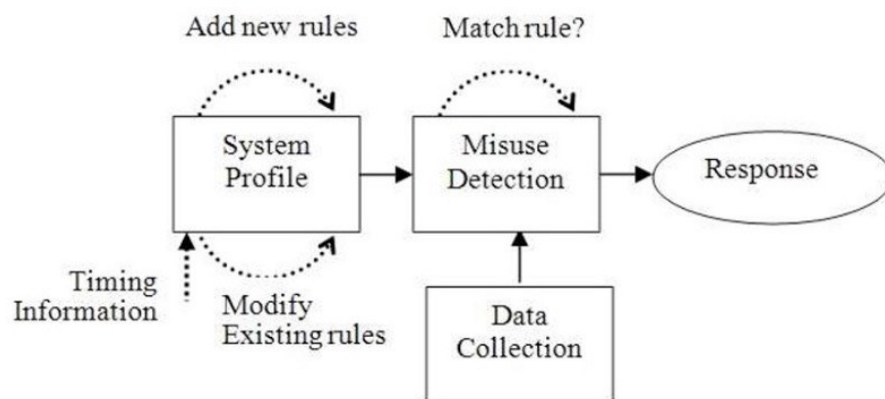 Add new rules
Match rule?
System
Profile
Misuse
Detection
Response
Timing
Information
Modify
Existing rules
Data
Collection